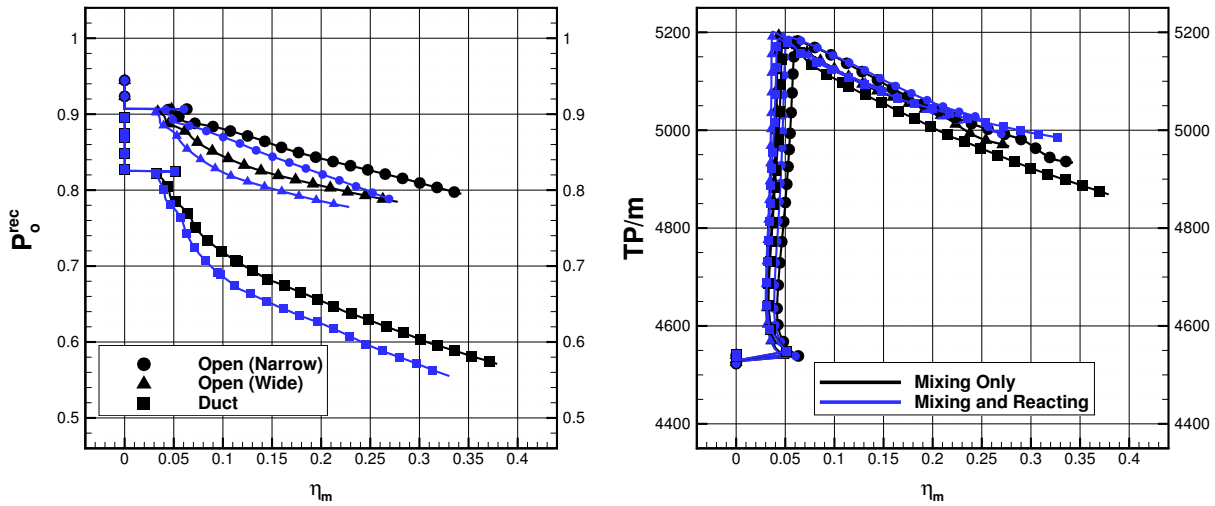 1 1
0.9 0.9
0.8 0.8
0.7 0.7
0.6 0.6
0.5 0.5
P_o^rec
Open (Narrow)
Open (Wide)
Duct
0 0.05 0.1 0.15 0.2 0.25 0.3 0.35 0.4
η_m
5200 5200
5000 5000
4800 4800
4600 4600
4400 4400
TP/m
Mixing Only
Mixing and Reacting
0 0.05 0.1 0.15 0.2 0.25 0.3 0.35 0.4
η_m